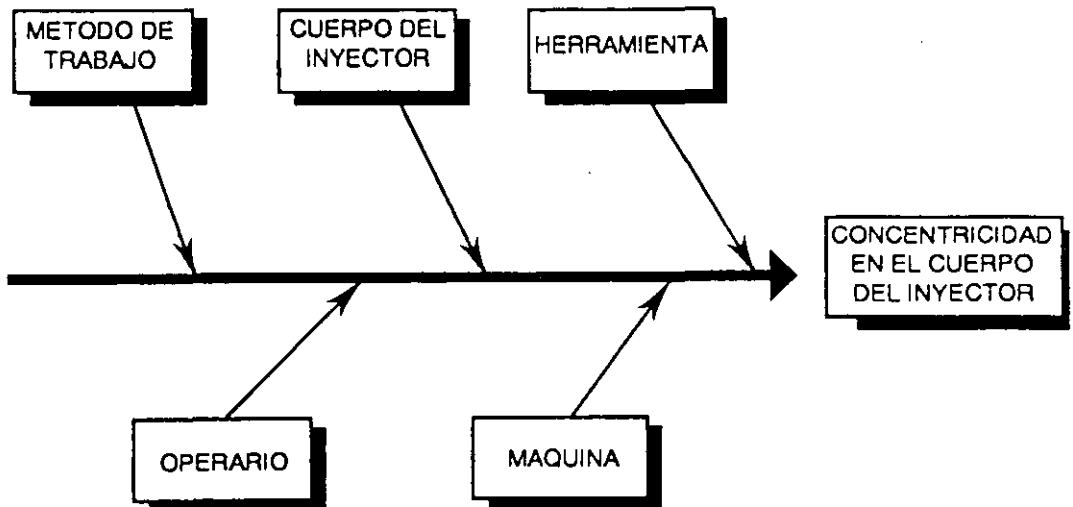 METODO DE
TRABAJO
CUERPO DEL
INYECTOR
HERRAMIENTA
CONCENTRICIDAD
EN EL CUERPO
DEL INYECTOR
OPERARIO
MAQUINA